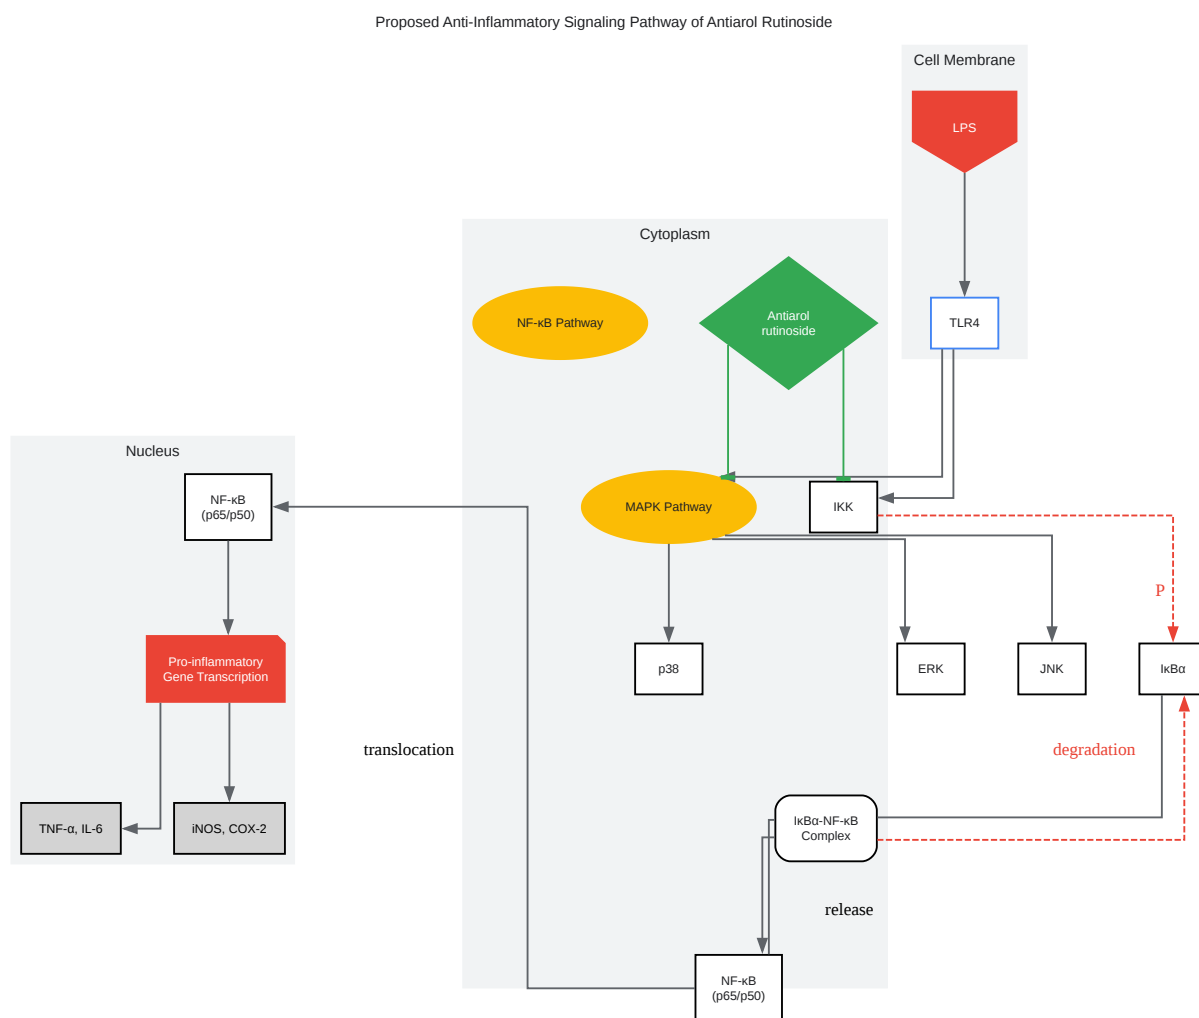 Proposed Anti-Inflammatory Signaling Pathway of Antiarol Rutinoside
Cell Membrane
LPS
TLR4
Cytoplasm
NF-κB Pathway
Antiarol
rutinoside
MAPK Pathway
IKK
Nucleus
NF-κB
(p65/p50)
P
Pro-inflammatory
Gene Transcription
p38
ERK
JNK
IκBα
translocation
degradation
TNF-α, IL-6
iNOS, COX-2
IκBα-NF-κB
Complex
release
NF-κB
(p65/p50)